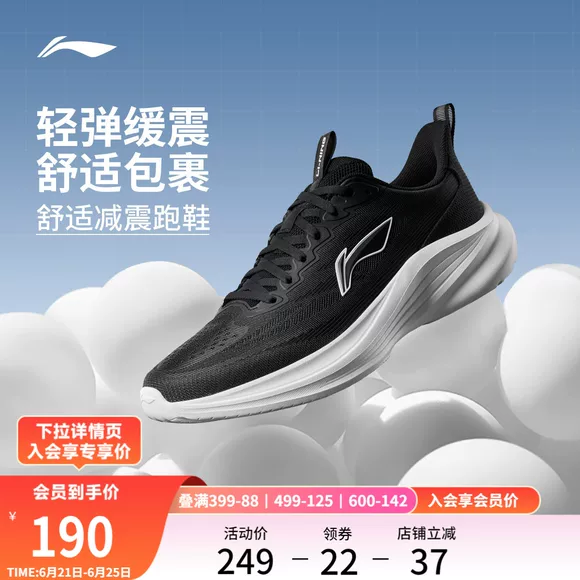 轻弹缓震
舒适包裹
舒适减震跑鞋
LI-NING
下拉详情页
入会享专享价
会员到手价
¥
190
TIME:6月21日-6月25日
叠满399-88 | 499-125 | 600-142
入会享会员价
活动价
249
—
领券
22
—
店铺立减
37